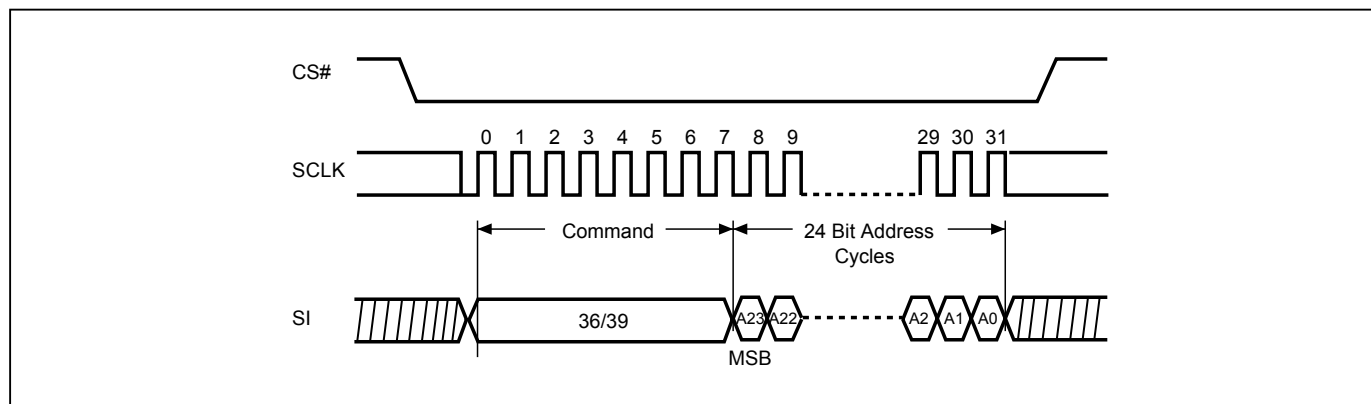 CS#
0 1 2 3 4 5 6 7 8 9 29 30 31
SCLK
Command
24 Bit Address
Cycles
SI
36/39
A23 A22 A2 A1 A0
MSB